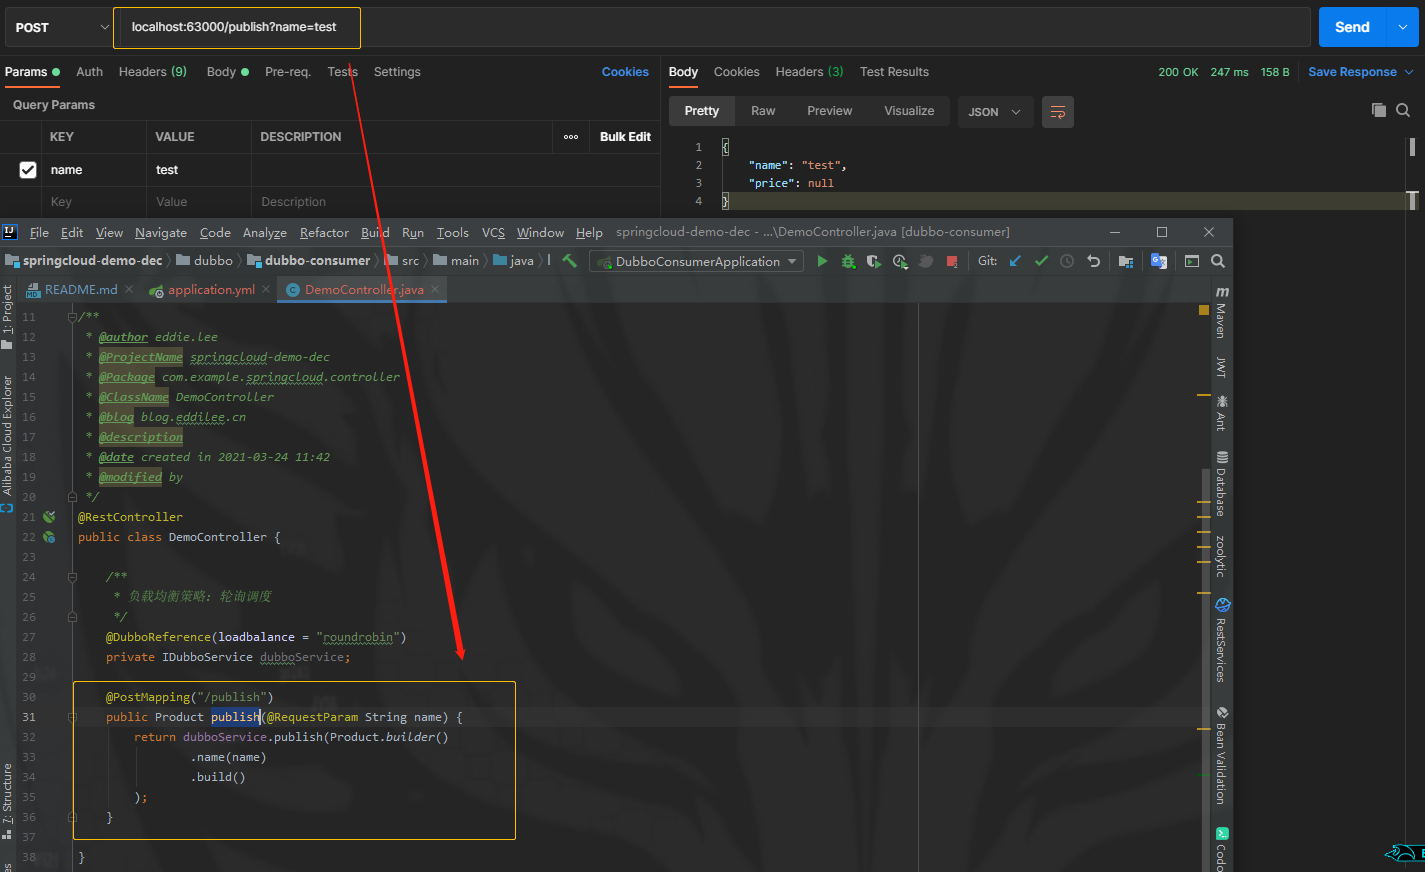 POST
localhost:63000/publish?name=test
Send
Params
Auth
Headers (9)
Body
Pre-req.
Tests
Settings
Cookies
Query Params
KEY VALUE DESCRIPTION ooo Bulk Edit
name test
Key Value Description
Body
Cookies
Headers (3)
Test Results
200 OK 247 ms 158 B
Save Response
Pretty
Raw
Preview
Visualize
JSON
1 {
2 "name": "test",
3 "price": null
4 }
IJ File Edit View Navigate Code Analyze Refactor Build Run Tools VCS Window Help springcloud-demo-dec - ...\DemoController.java [dubbo-consumer]
springcloud-demo-dec dubbo dubbo-consumer src main java
DubboConsumerApplication
Git:
README.md
application.yml
DemoController.java
1: Project
Alibaba Cloud Explorer
7: Structure
11 /**
12 * @author eddie.lee
13 * @ProjectName springcloud-demo-dec
14 * @Package com.example.springcloud.controller
15 * @ClassName DemoController
16 * @blog blog.eddilee.cn
17 * @description
18 * @date created in 2021-03-24 11:42
19 * @modified by
20 */
21 @RestController
22 public class DemoController {
23
24 /**
25 * 负载均衡策略: 轮询调度
26 */
27 @DubboReference(loadbalance = "roundrobin")
28 private IDubboService dubboService;
29
30 @PostMapping("/publish")
31 public Product publish(@RequestParam String name) {
32 return dubboService.publish(Product.builder()
33 .name(name)
34 .build()
35 );
36 }
37
38 }
m
Maven
JWT
Ant
Database
zoolytic
RestServices
Bean Validation